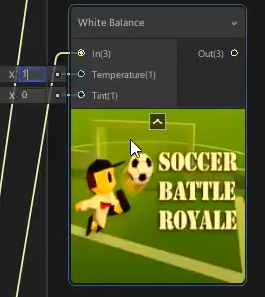 White Balance
In(3) Out(3)
X 1 Temperature(1)
X 0 Tint(1)
SOCCER
BATTLE
ROYALE